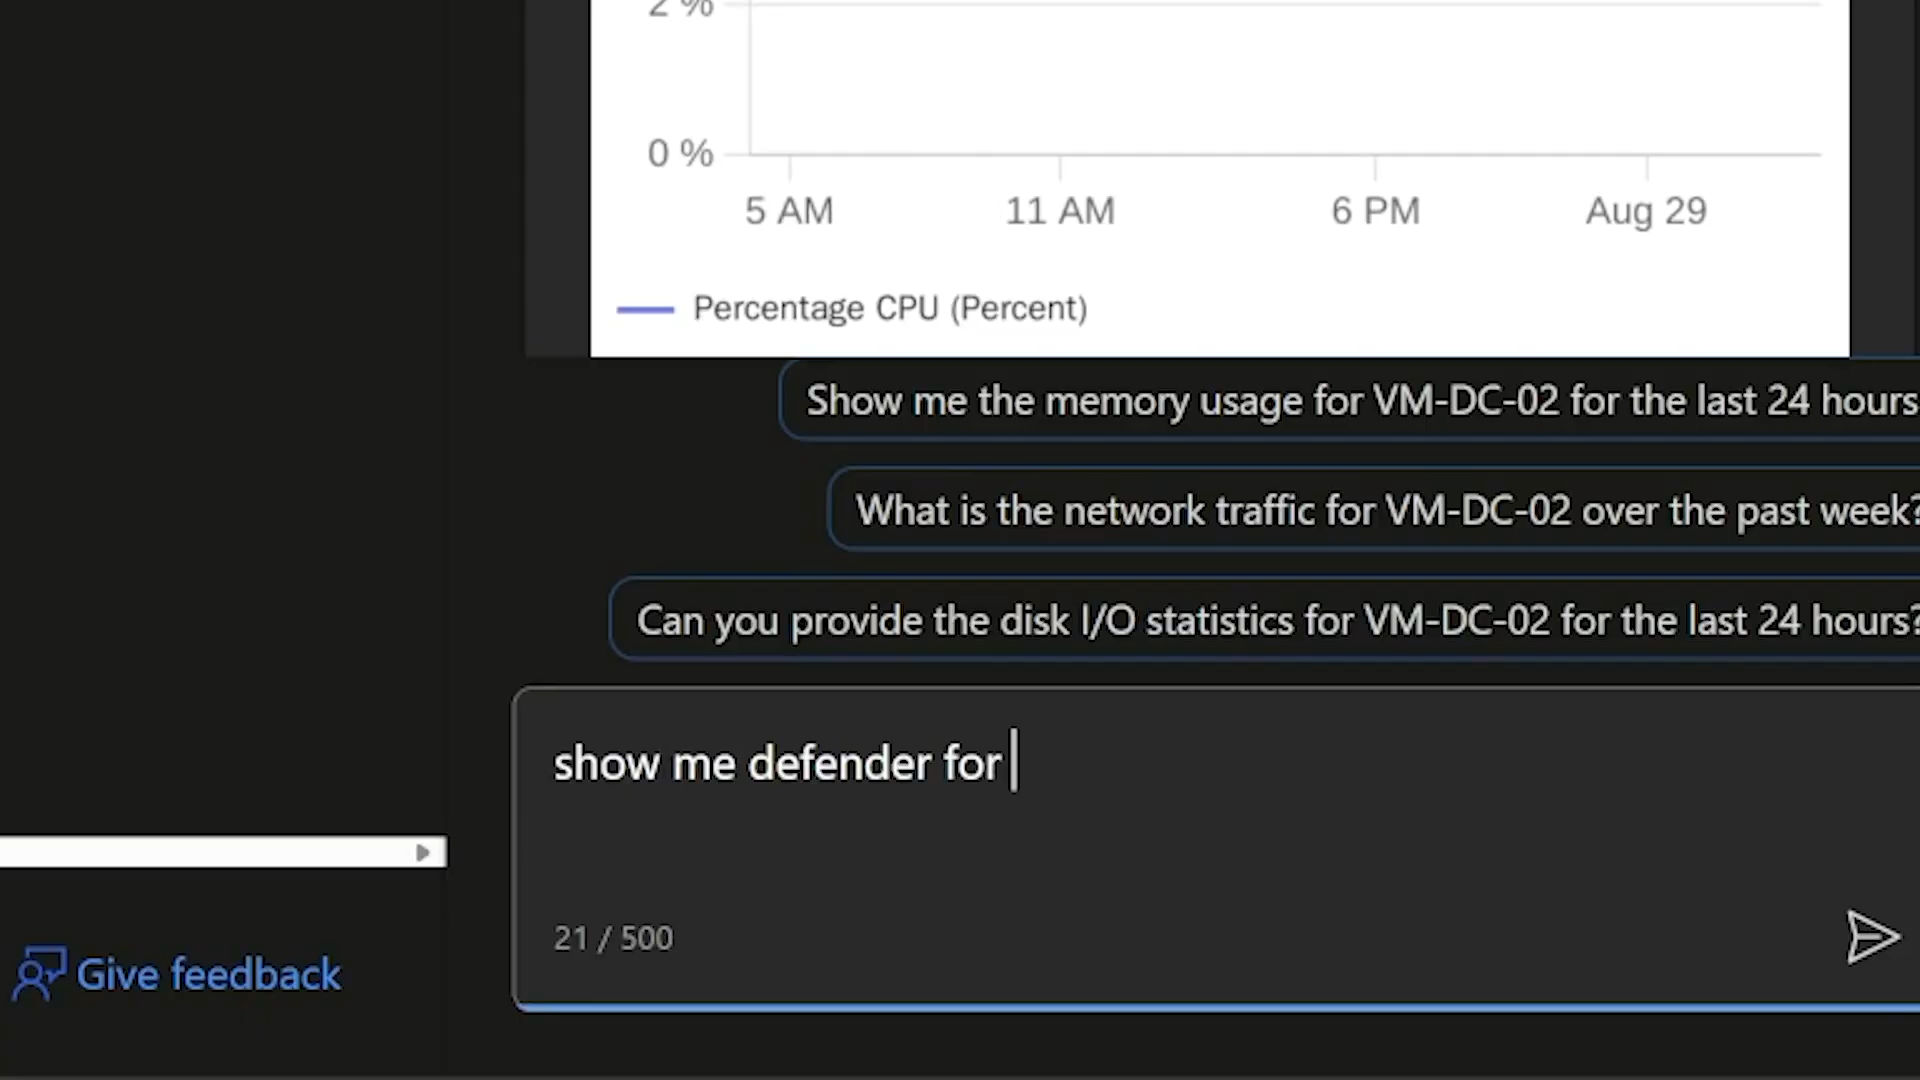 2 %
0 %
5 AM 11 AM 6 PM Aug 29
Percentage CPU (Percent)
Show me the memory usage for VM-DC-02 for the last 24 hours
What is the network traffic for VM-DC-02 over the past week?
Can you provide the disk I/O statistics for VM-DC-02 for the last 24 hours?
show me defender for
21 / 500
Give feedback